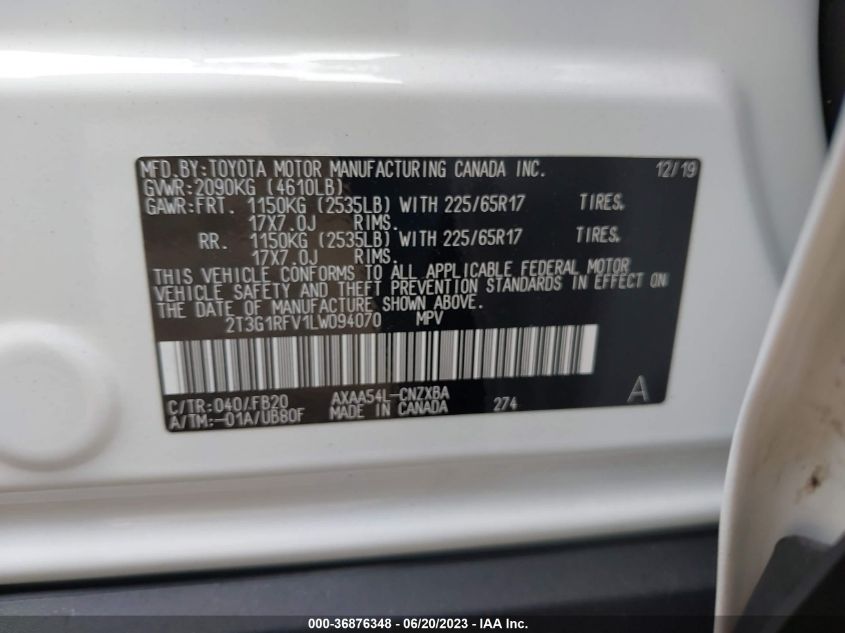 MFD.BY:TOYOTA MOTOR MANUFACTURING CANADA INC. 12/19
GVWR:2090KG (4610LB)
GAWR:FRT. 1150KG (2535LB) WITH 225/65R17 TIRES,
17X7.0J RIMS.
RR. 1150KG (2535LB) WITH 225/65R17 TIRES,
17X7.0J RIMS.
THIS VEHICLE CONFORMS TO ALL APPLICABLE FEDERAL MOTOR
VEHICLE SAFETY AND THEFT PREVENTION STANDARDS IN EFFECT ON
THE DATE OF MANUFACTURE SHOWN ABOVE.
2T3G1RFV1LW094070 MPV
C/TR:040/.FB20 AXAA54L-CNZXBA A
A/TM:-01A/UB80F MADE IN CANADA 274
000-36876348 - 06/20/2023 - IAA Inc.